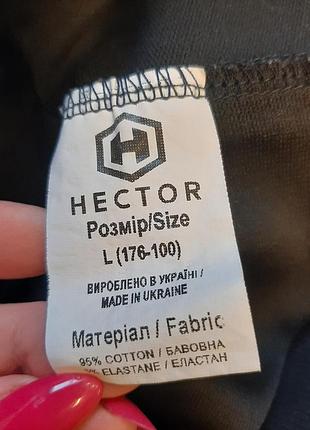 HECTOR
Розмір/Size
L (176-100)
ВИРОБЛЕНО В УКРАЇНІ /
MADE IN UKRAINE
Матеріал / Fabric
95% COTTON / БАВОВНА
ELASTANE / ЕЛАСТАН